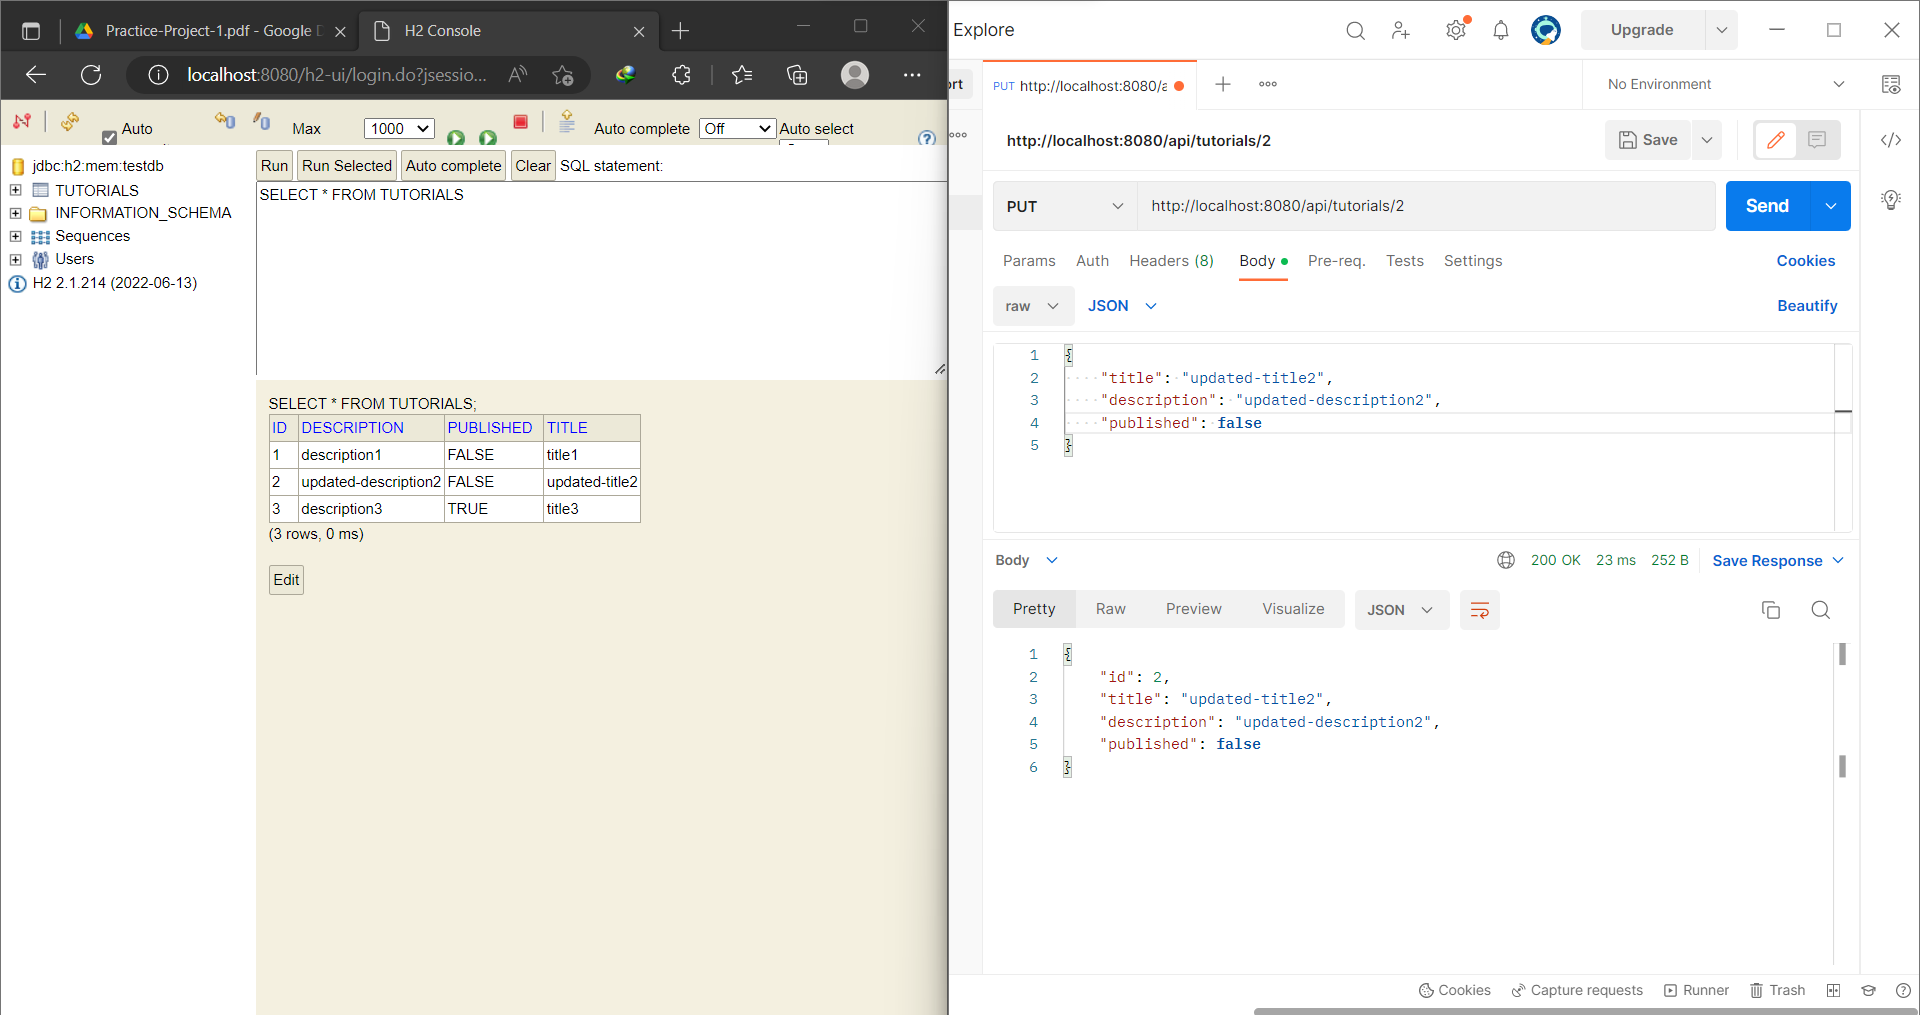 Practice-Project-1.pdf - Google D
H2 Console
localhost:8080/h2-ui/login.do?jsessio...
Auto
Max
1000
Auto complete
Off
Auto select
jdbc:h2:mem:testdb
TUTORIALS
INFORMATION_SCHEMA
Sequences
Users
H2 2.1.214 (2022-06-13)
Run
Run Selected
Auto complete
Clear
SQL statement:
SELECT * FROM TUTORIALS
SELECT * FROM TUTORIALS;
ID DESCRIPTION PUBLISHED TITLE
1 description1 FALSE title1
2 updated-description2 FALSE updated-title2
3 description3 TRUE title3
(3 rows, 0 ms)
Edit
Explore
Upgrade
rt
PUT http://localhost:8080/a
No Environment
http://localhost:8080/api/tutorials/2
Save
PUT
http://localhost:8080/api/tutorials/2
Send
Params Auth Headers (8) Body Pre-req. Tests Settings
Cookies
raw
JSON
Beautify
1 {
2 "title": "updated-title2",
3 "description": "updated-description2",
4 "published": false
5 }
Body
200 OK 23 ms 252 B
Save Response
Pretty Raw Preview Visualize
JSON
1 {
2 "id": 2,
3 "title": "updated-title2",
4 "description": "updated-description2",
5 "published": false
6 }
Cookies Capture requests Runner Trash